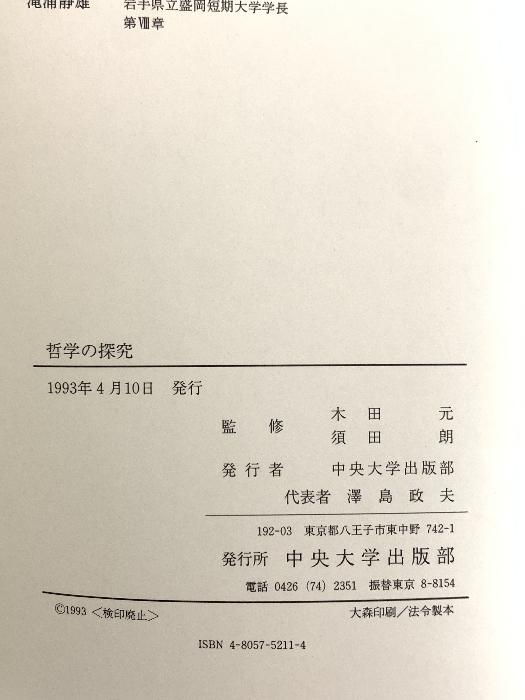 滝浦静雄 岩手県立盛岡短期大学学長
第Ⅷ章
哲学の探究
1993年4月10日 発行
監修 木田 元
須田 朗
発行者 中央大学出版部
代表者 澤島政夫
192-03 東京都八王子市東中野 742-1
発行所 中央大学出版部
電話 0426 (74) 2351 振替東京 8-8154
©1993 <検印廃止> 大森印刷/法令製本
ISBN 4-8057-5211-4